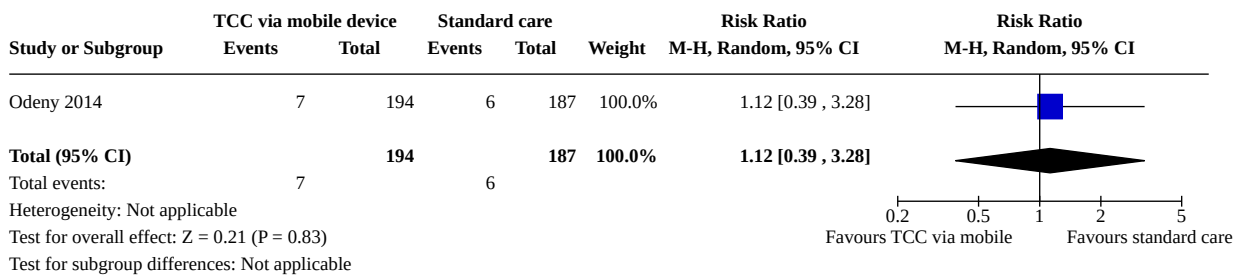 TCC via mobile device Standard care Risk Ratio Risk Ratio
Study or Subgroup Events Total Events Total Weight M-H, Random, 95% CI M-H, Random, 95% CI
Odeny 2014 7 194 6 187 100.0% 1.12 [0.39 , 3.28]
Total (95% CI) 194 187 100.0% 1.12 [0.39 , 3.28]
Total events: 7 6
Heterogeneity: Not applicable
0.2 0.5 1 2 5
Test for overall effect: Z = 0.21 (P = 0.83) Favours TCC via mobile Favours standard care
Test for subgroup differences: Not applicable